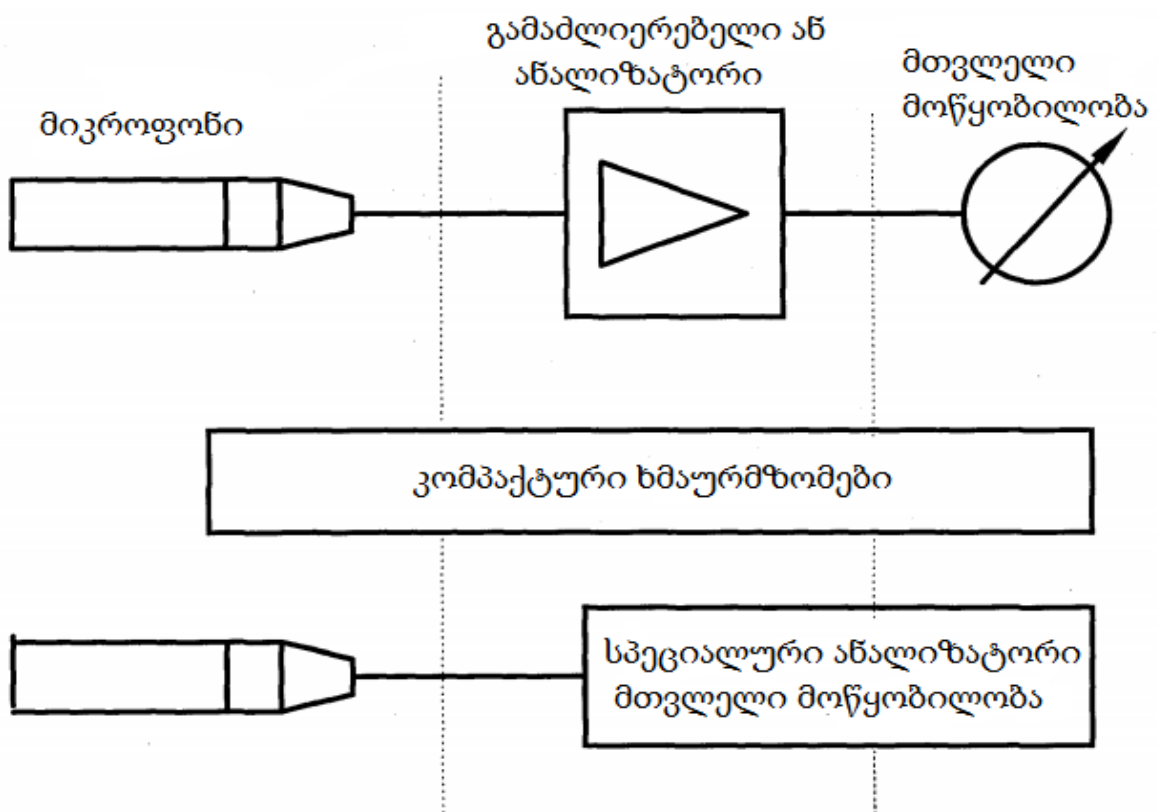 მიკროფონი
გამაძლიერებელი ან
ანალიზატორი
მთვლელი
მოწყობილობა
კომპაქტური ხმაურმზომები
სპეციალური ანალიზატორი
მთვლელი მოწყობილობა